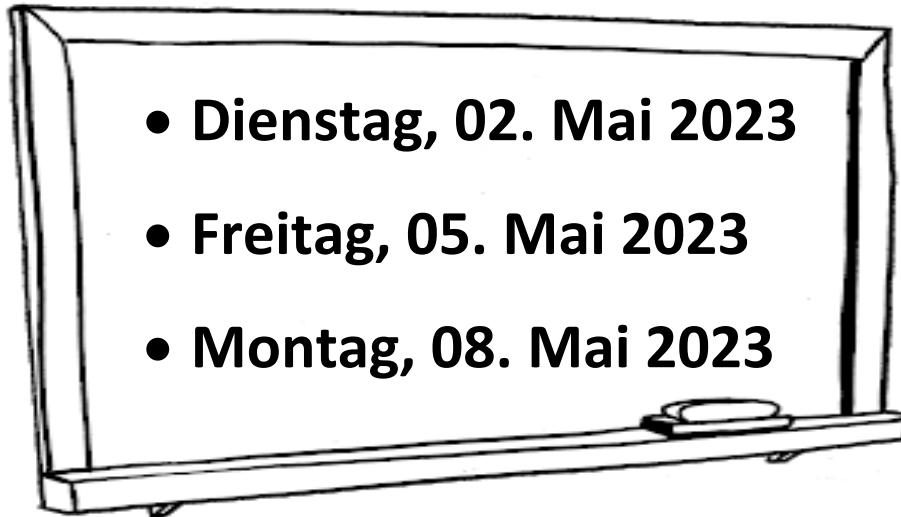 • Dienstag, 02. Mai 2023
• Freitag, 05. Mai 2023
• Montag, 08. Mai 2023